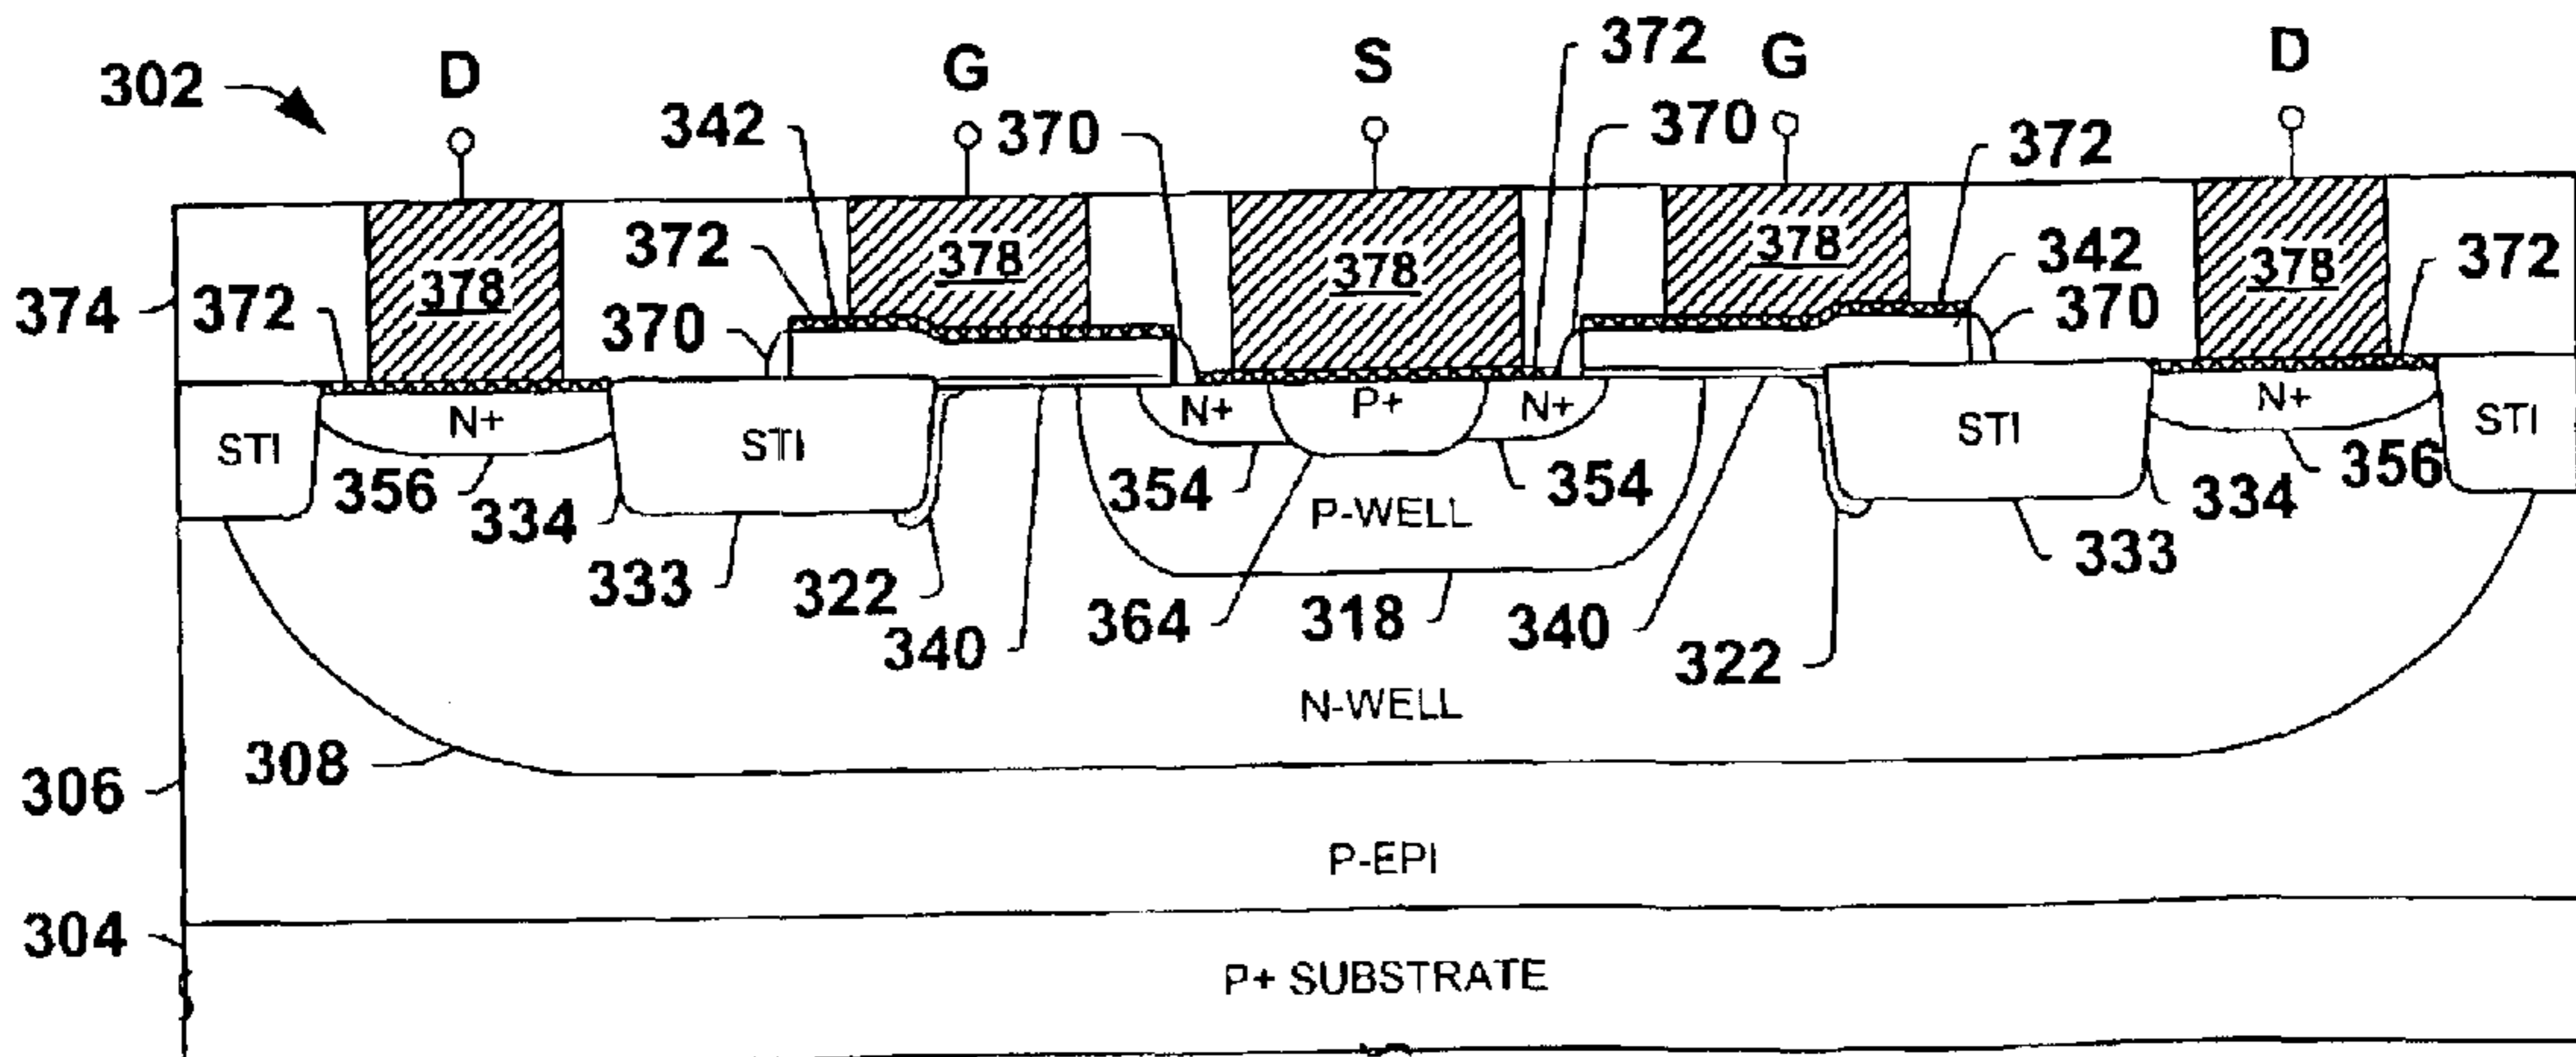 302
D
G
S
372
G
D
342
370
370
372
372
374
372
370
378
378
378
378
378
342
370
372
STI
N+
STI
N+
P+
N+
STI
N+
STI
356
334
333
322
340
354
364
P-WELL
318
354
340
322
333
334
356
N-WELL
308
306
P-EPI
304
P+ SUBSTRATE